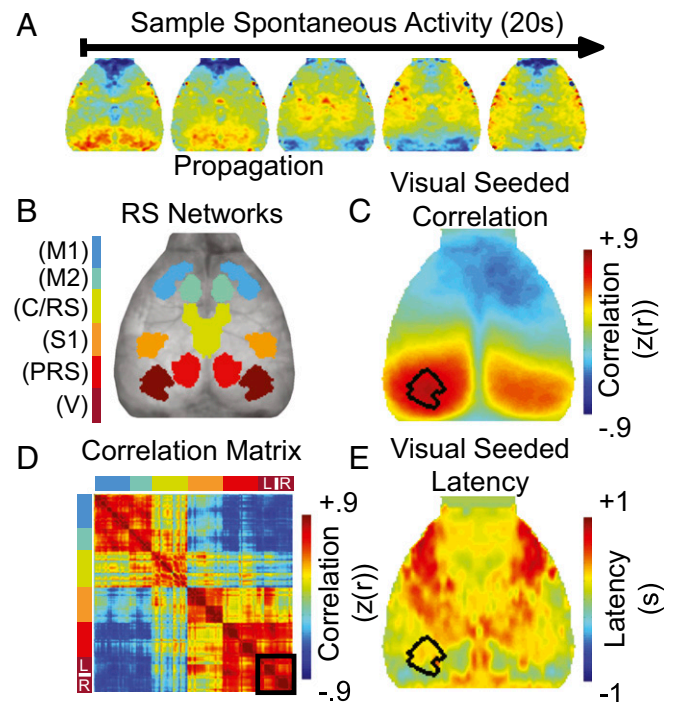 A
Sample Spontaneous Activity (20s)
Propagation
B
RS Networks
(M1)
(M2)
(C/RS)
(S1)
(PRS)
(V)
Visual Seeded
Correlation
C
+.9
Correlation
(z(r))
-.9
D
Correlation Matrix
L R
L
R
+.9
Correlation
(z(r))
-.9
Visual Seeded
E
Latency
+1
Latency
(s)
-1